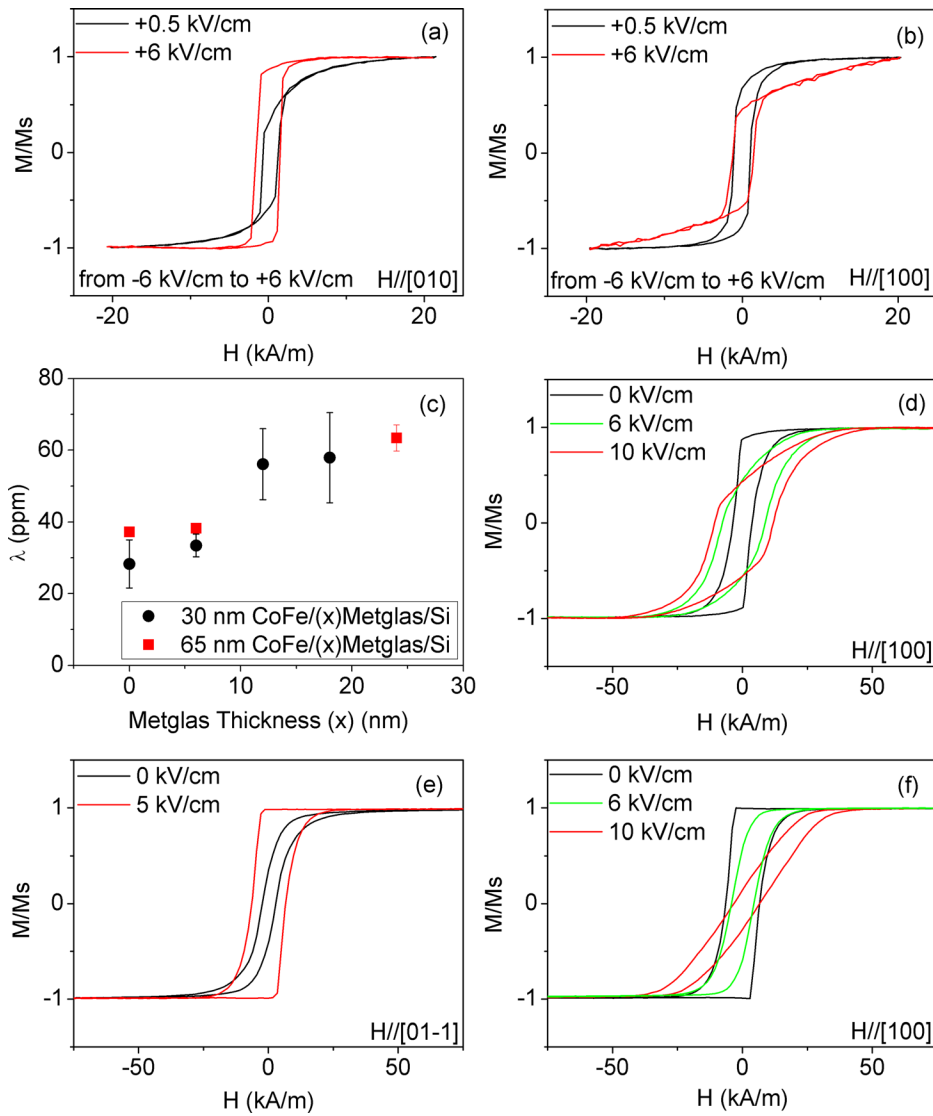 +0.5 kV/cm
+6 kV/cm
(a)
1
0
-1
M/Ms
from -6 kV/cm to +6 kV/cm
H//[010]
-20
0
20
H (kA/m)
+0.5 kV/cm
+6 kV/cm
(b)
1
0
-1
M/Ms
from -6 kV/cm to +6 kV/cm
H//[100]
-20
0
20
H (kA/m)
80
60
40
20
0
λ (ppm)
(c)
30 nm CoFe/(x)Metglas/Si
65 nm CoFe/(x)Metglas/Si
0
10
20
30
Metglas Thickness (x) (nm)
0 kV/cm
6 kV/cm
10 kV/cm
(d)
1
0
-1
M/Ms
H//[100]
-50
0
50
H (kA/m)
0 kV/cm
5 kV/cm
(e)
1
0
-1
M/Ms
H//[01-1]
-50
0
50
H (kA/m)
0 kV/cm
6 kV/cm
10 kV/cm
(f)
1
0
-1
M/Ms
H//[100]
-50
0
50
H (kA/m)